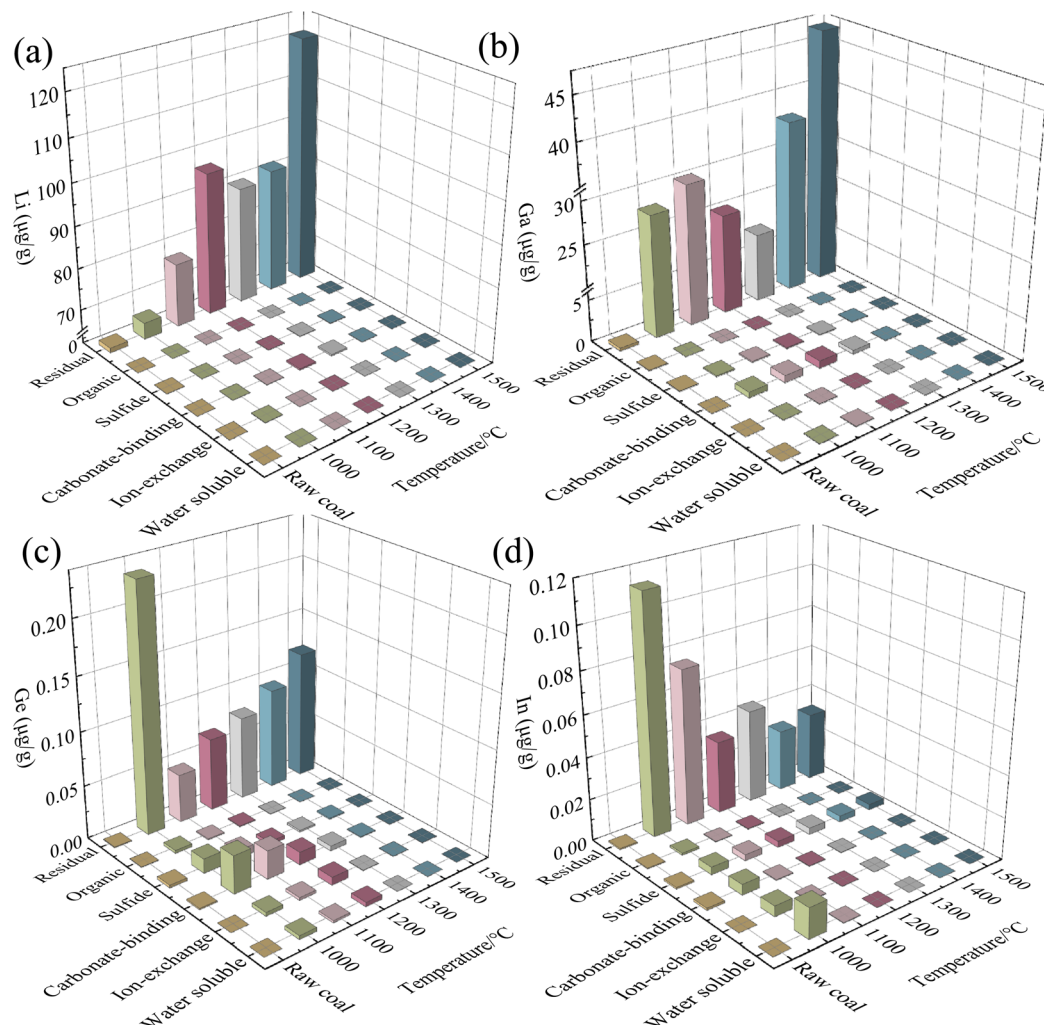 (a)
Li (μg/g)
120
110
100
90
80
70
0
Residual
Organic
Sulfide
Carbonate-binding
Ion-exchange
Water soluble
Raw coal
1000
1100
1200
1300
1400
1500
Temperature/°C
(b)
Ga (μg/g)
45
40
30
25
5
0
Residual
Organic
Sulfide
Carbonate-binding
Ion-exchange
Water soluble
Raw coal
1000
1100
1200
1300
1400
1500
Temperature/°C
(c)
Ge (μg/g)
0.20
0.15
0.10
0.05
0.00
Residual
Organic
Sulfide
Carbonate-binding
Ion-exchange
Water soluble
Raw coal
1000
1100
1200
1300
1400
1500
Temperature/°C
(d)
In (μg/g)
0.12
0.10
0.08
0.06
0.04
0.02
0.00
Residual
Organic
Sulfide
Carbonate-binding
Ion-exchange
Water soluble
Raw coal
1000
1100
1200
1300
1400
1500
Temperature/°C